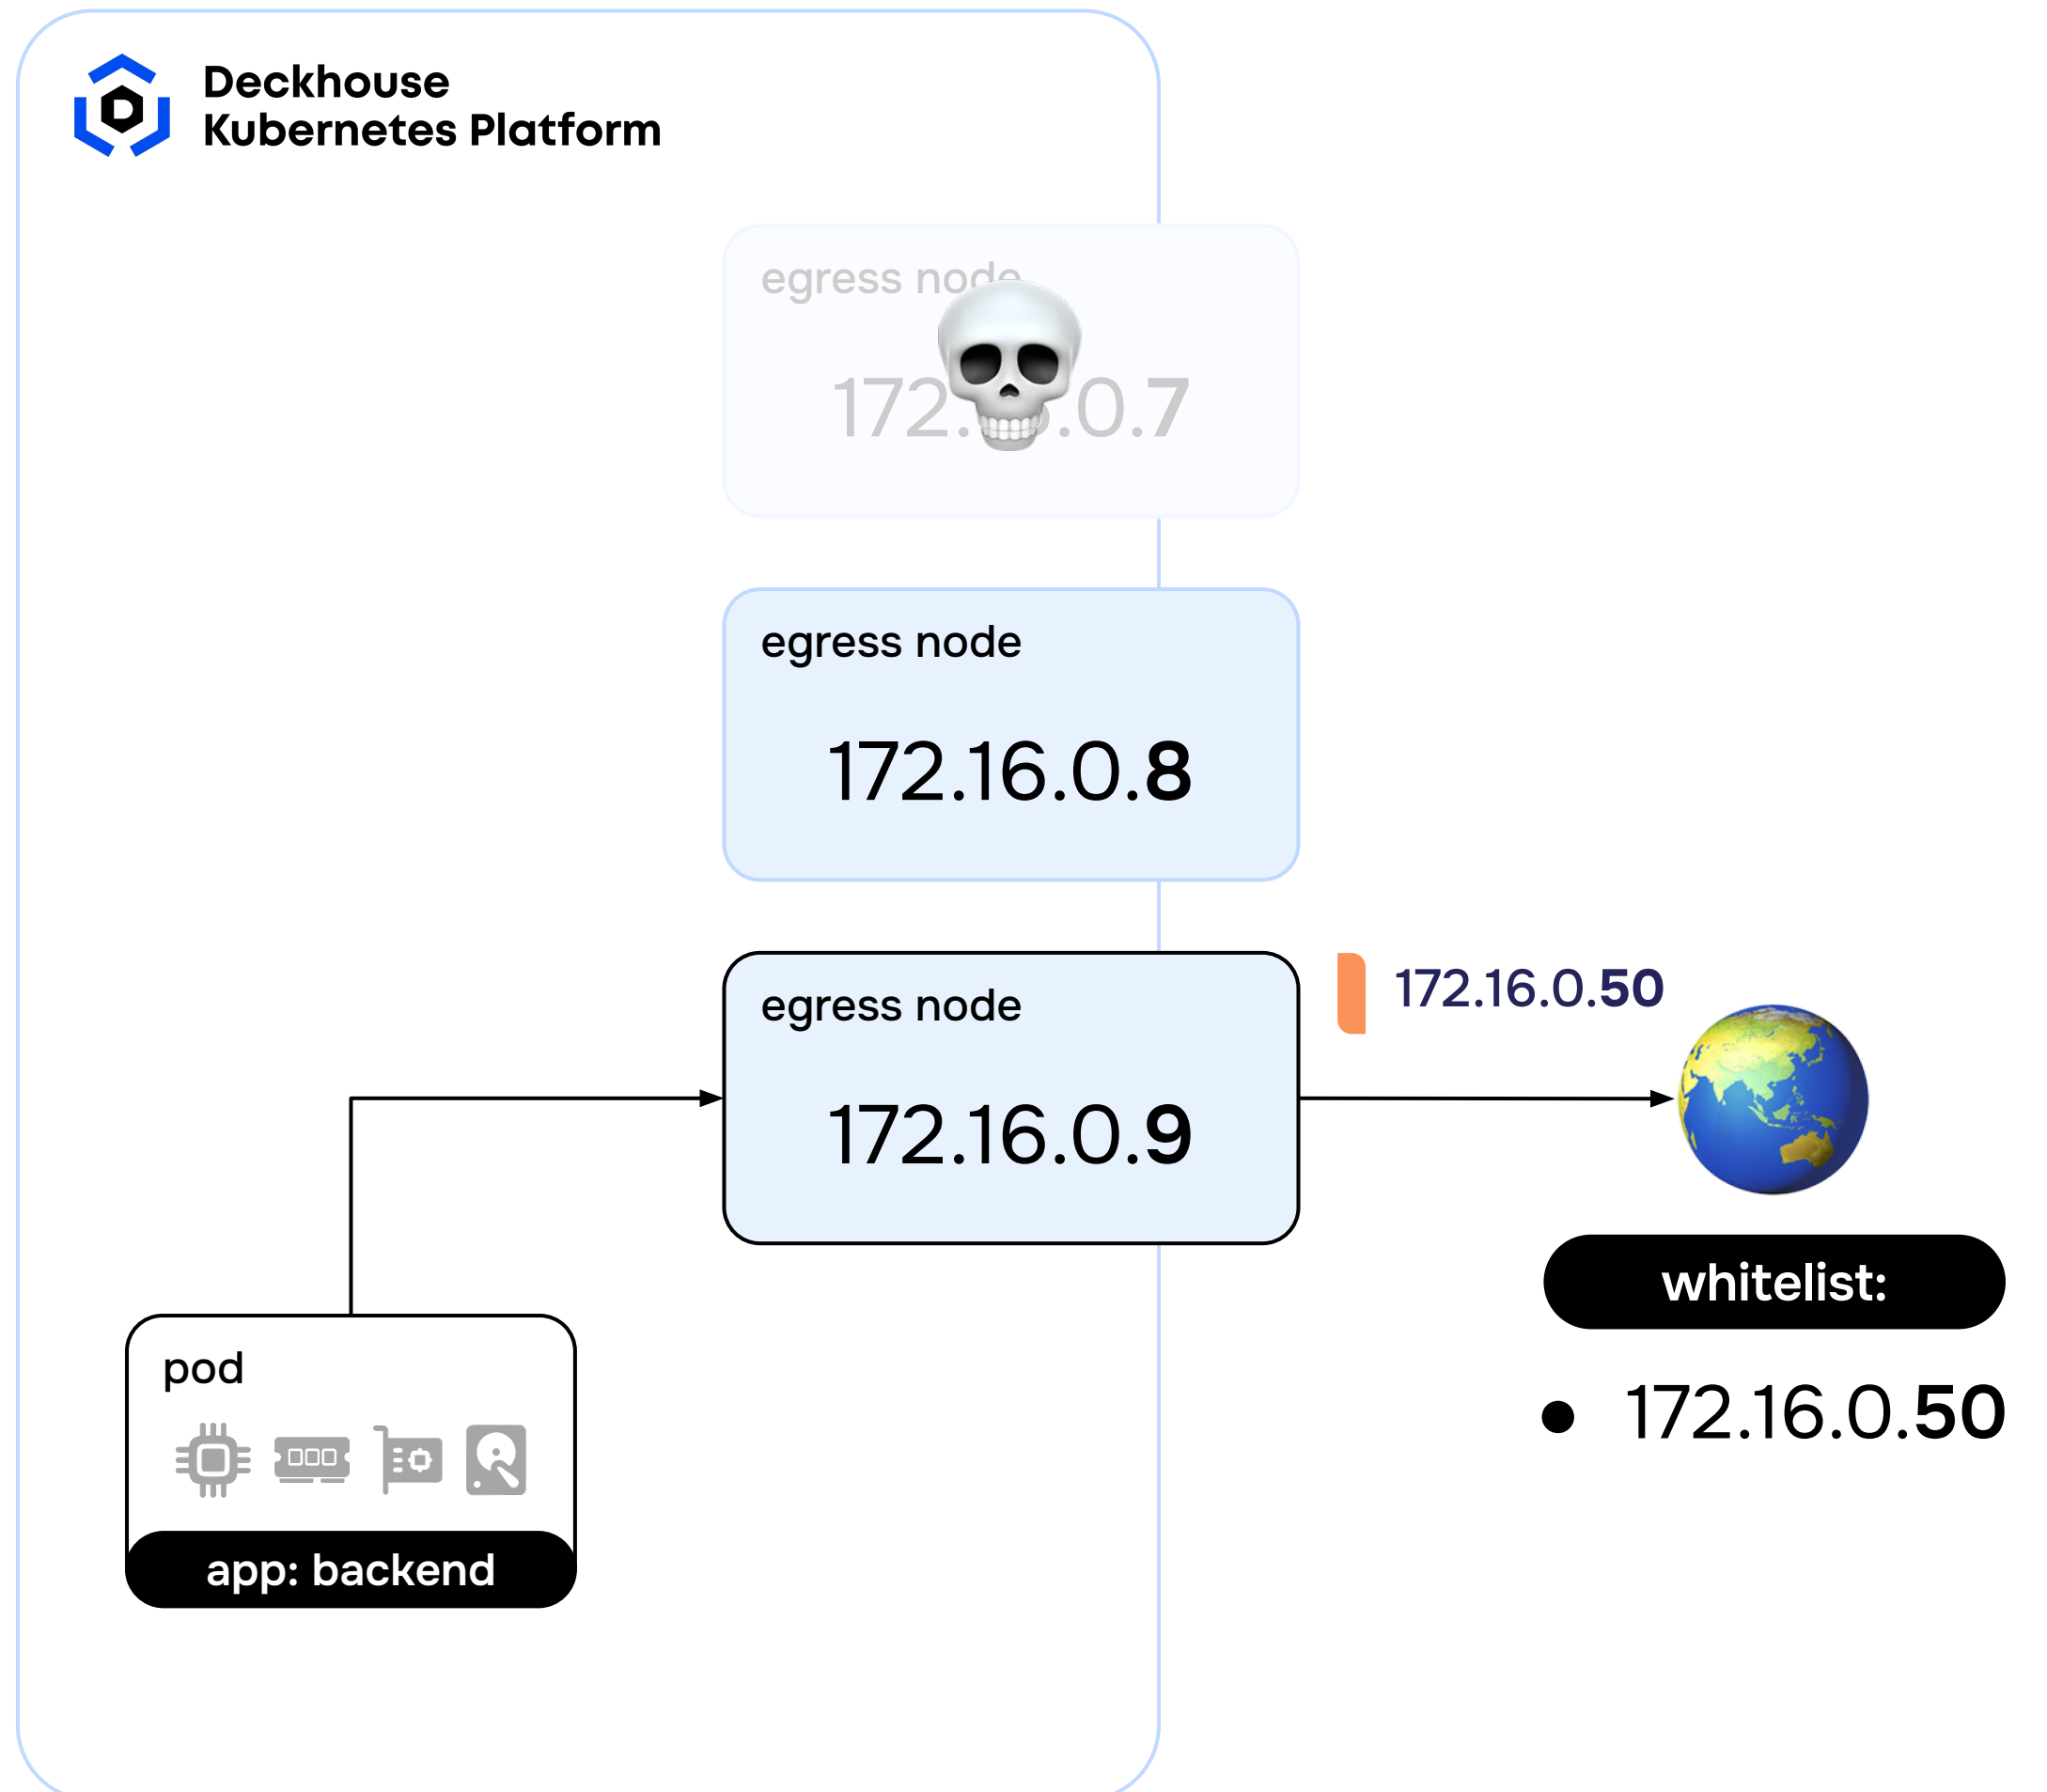 Deckhouse
Kubernetes Platform
egress node
172. .0.7
egress node
172.16.0.8
egress node
172.16.0.9
172.16.0.50
whitelist:
• 172.16.0.50
pod
app: backend